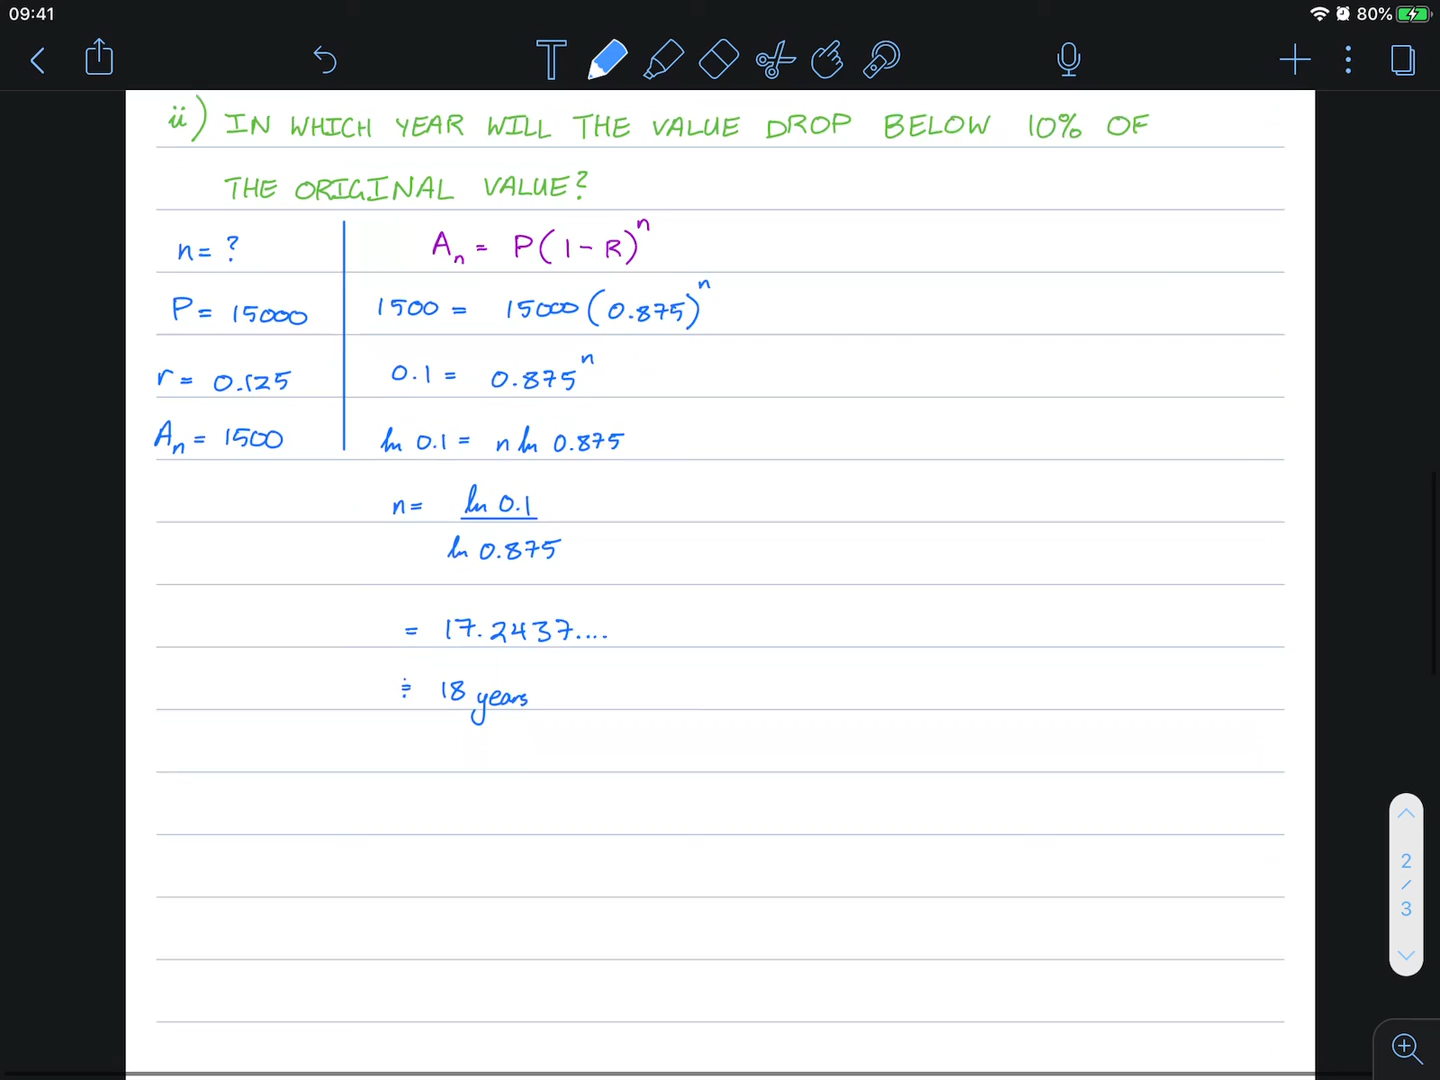 09:41
80%
ii) IN WHICH YEAR WILL THE VALUE DROP BELOW 10% OF
THE ORIGINAL VALUE?
n = ?
P = 15000
r = 0.125
Aₙ = 1500
Aₙ = P(1-R)ⁿ
1500 = 15000(0.875)ⁿ
0.1 = 0.875ⁿ
ln 0.1 = n ln 0.875
n = ln 0.1
ln 0.875
= 17.2437....
≑ 18 years
2
/
3